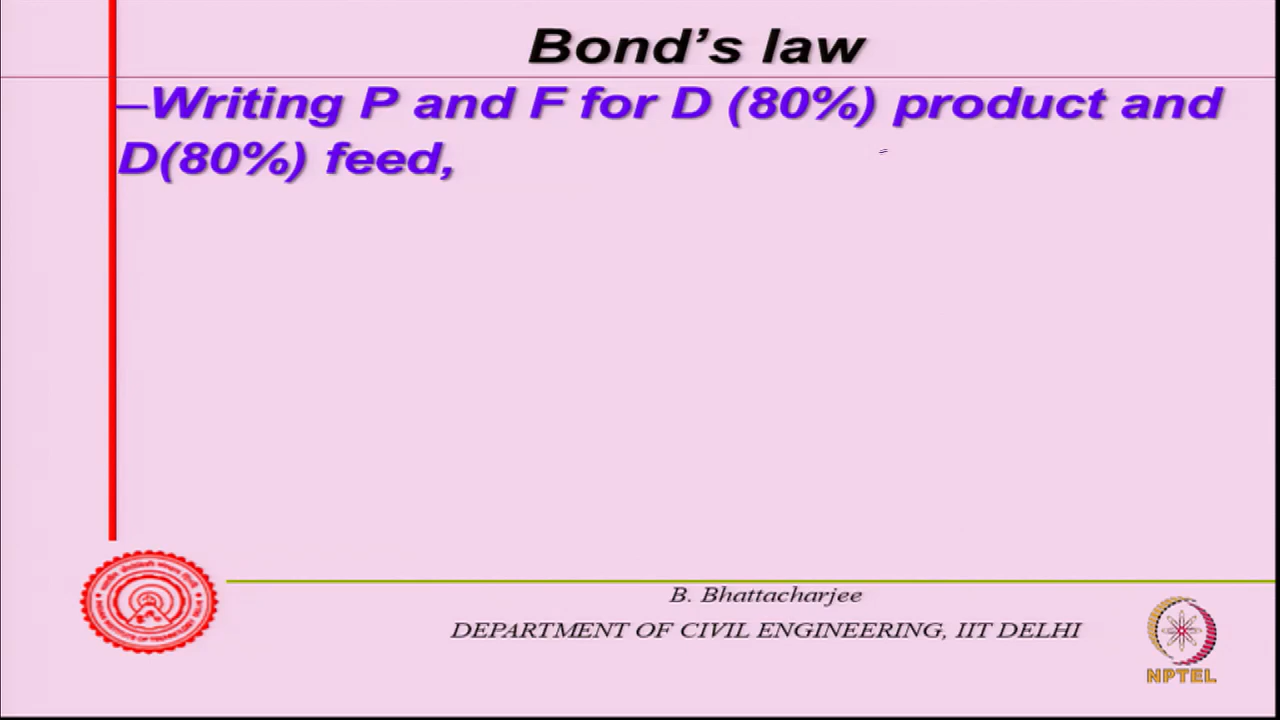 Bond’s law
–Writing P and F for D (80%) product and
D(80%) feed,
B. Bhattacharjee
DEPARTMENT OF CIVIL ENGINEERING, IIT DELHI
NPTEL